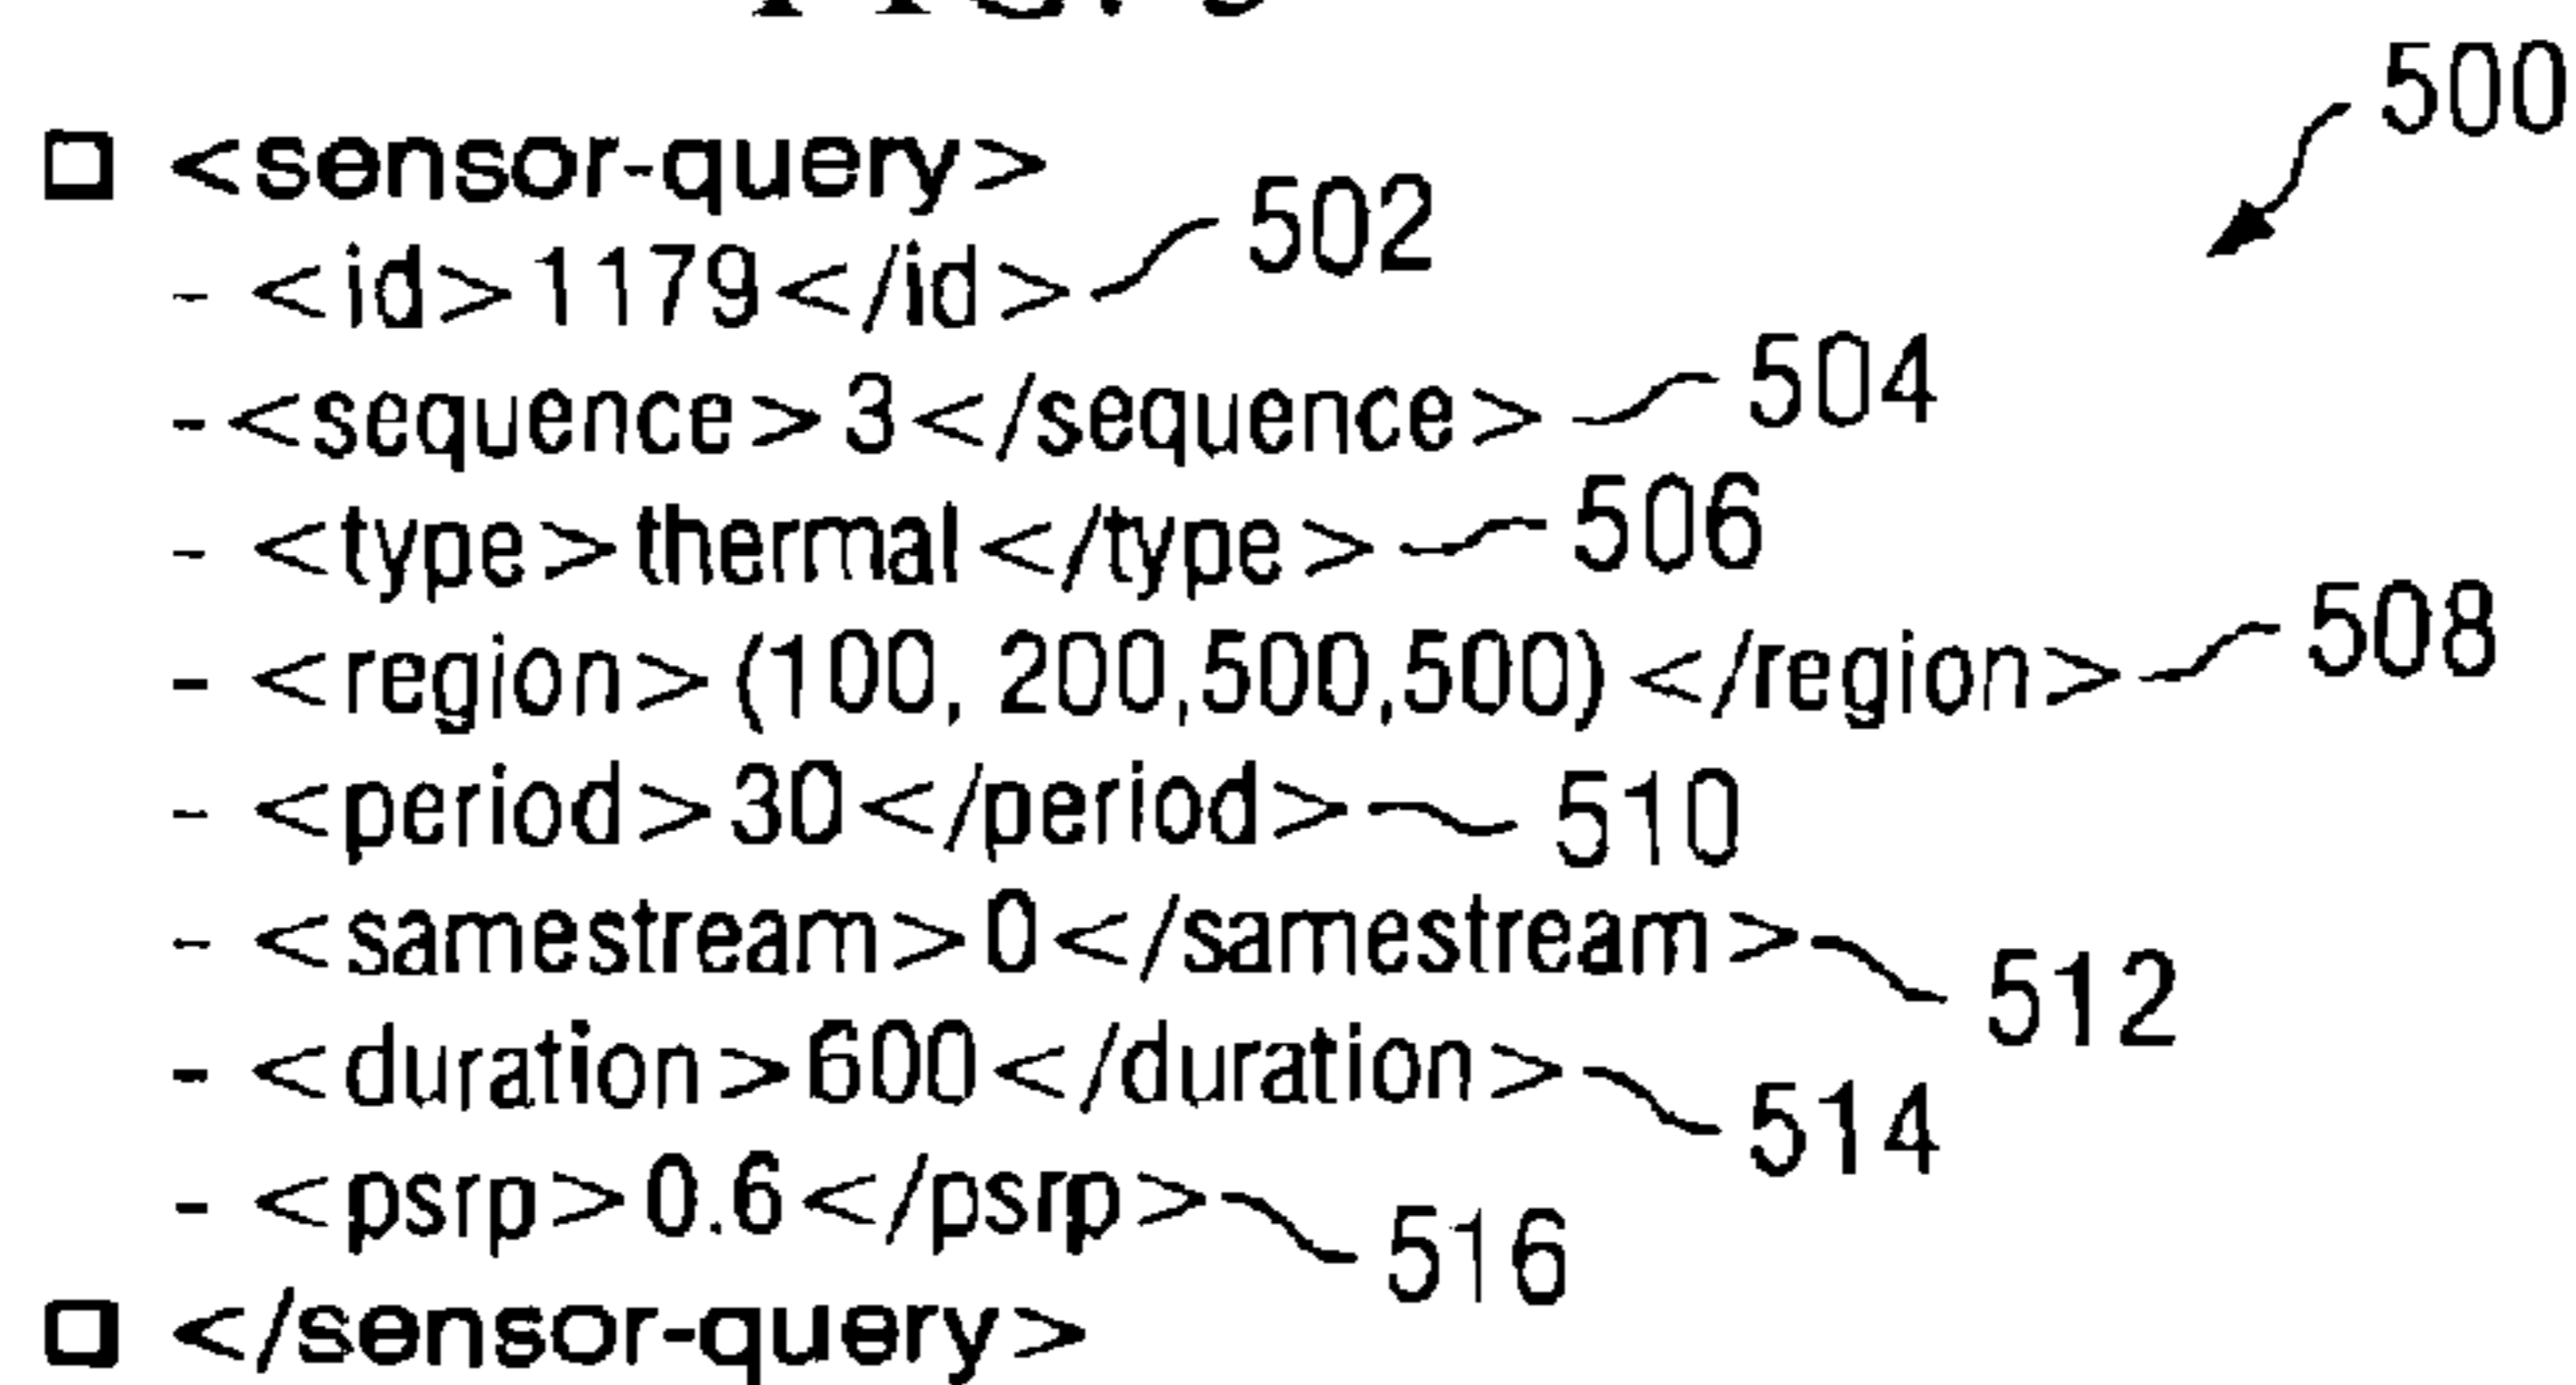 500
<sensor-query>
- <id>1179</id> 502
- <sequence>3</sequence> 504
- <type>thermal</type> 506
- <region>(100, 200,500,500)</region> 508
- <period>30</period> 510
- <samestream>0</samestream> 512
- <duration>600</duration> 514
- <psrp>0.6</psrp> 516
</sensor-query>